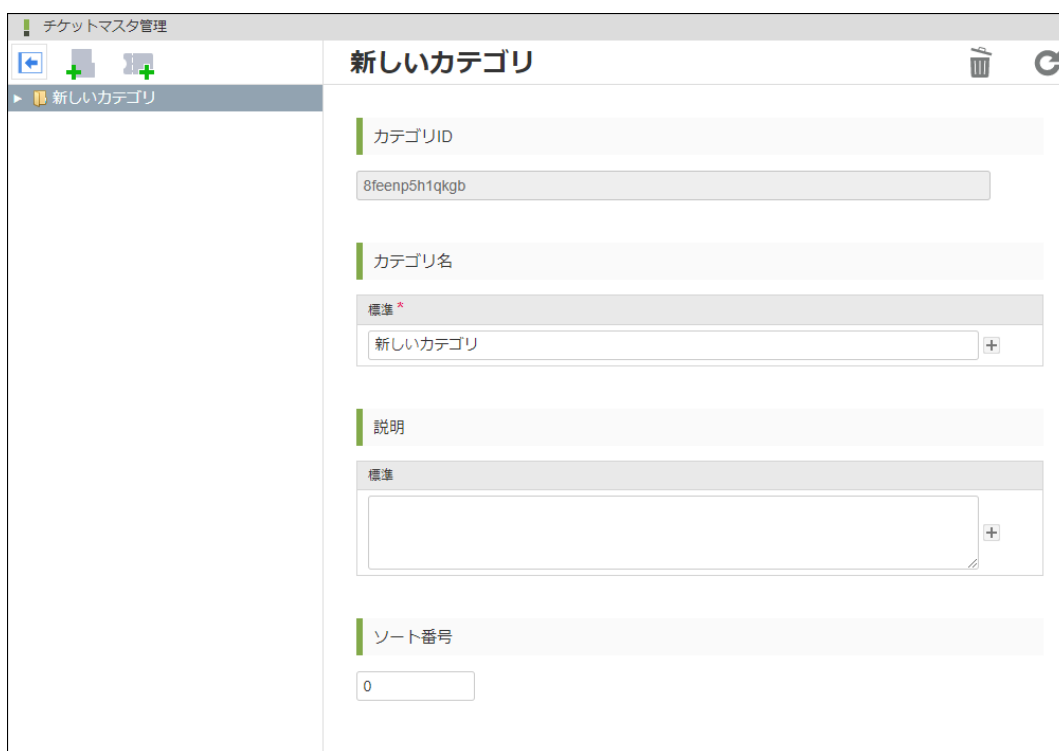 チケットマスタ管理
新しいカテゴリ
新しいカテゴリ
カテゴリID
8feenp5h1qkgb
カテゴリ名
標準 *
新しいカテゴリ
説明
標準
ソート番号
0